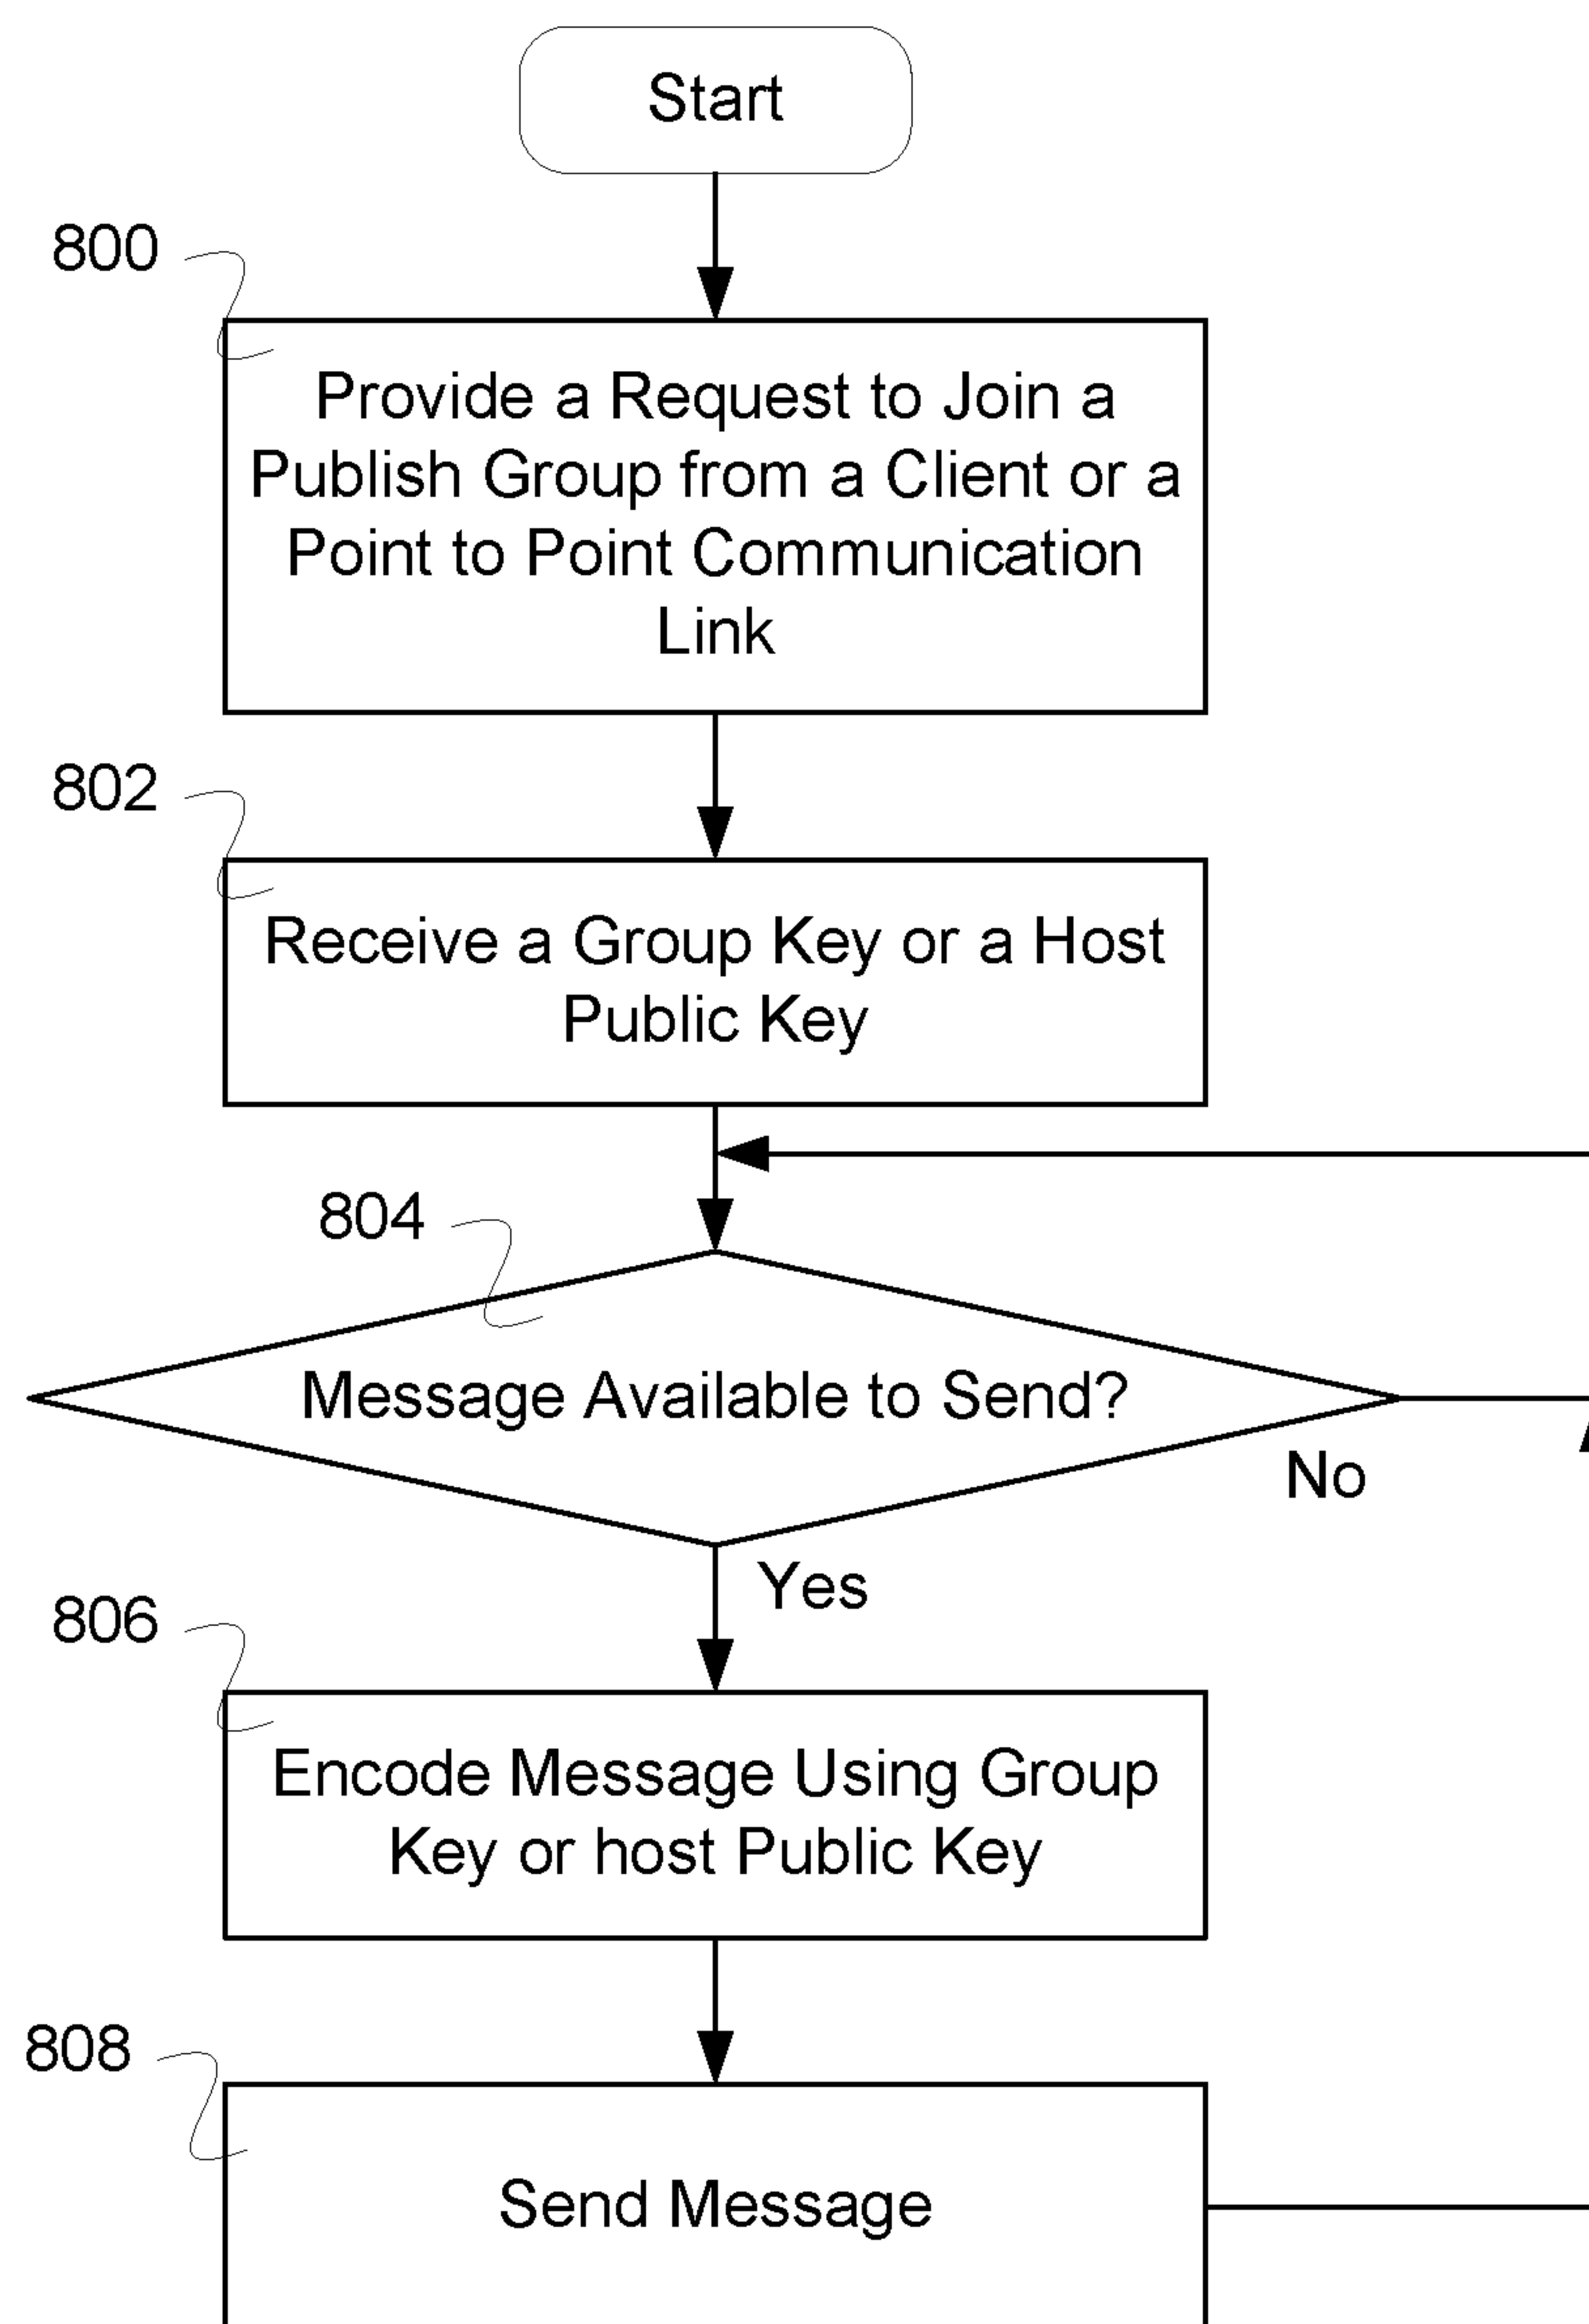 Start
800
Provide a Request to Join a
Publish Group from a Client or a
Point to Point Communication
Link
802
Receive a Group Key or a Host
Public Key
804
Message Available to Send?
No
Yes
806
Encode Message Using Group
Key or host Public Key
808
Send Message